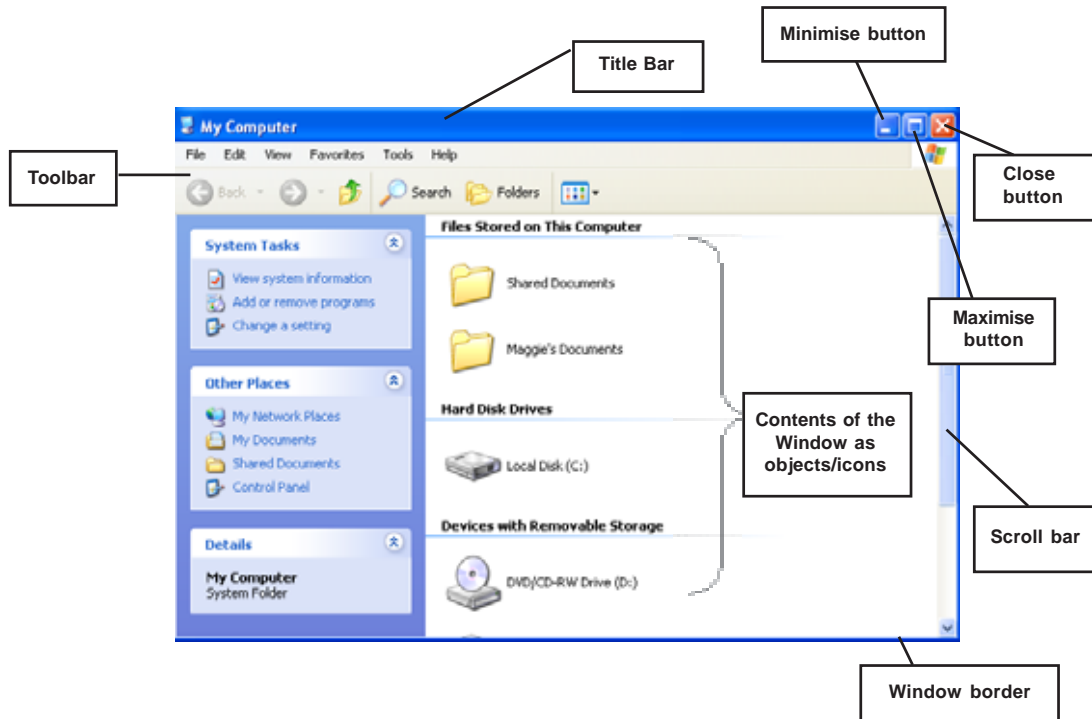 Minimise button
Title Bar
My Computer
File Edit View Favorites Tools Help
Toolbar
Close
button
Back
Search
Folders
Files Stored on This Computer
System Tasks
View system information
Add or remove programs
Change a setting
Shared Documents
Maggie's Documents
Maximise
button
Other Places
My Network Places
My Documents
Shared Documents
Control Panel
Hard Disk Drives
Local Disk (C:)
Contents of the
Window as
objects/icons
Devices with Removable Storage
DVD/CD-RW Drive (D:)
Scroll bar
Details
My Computer
System Folder
Window border